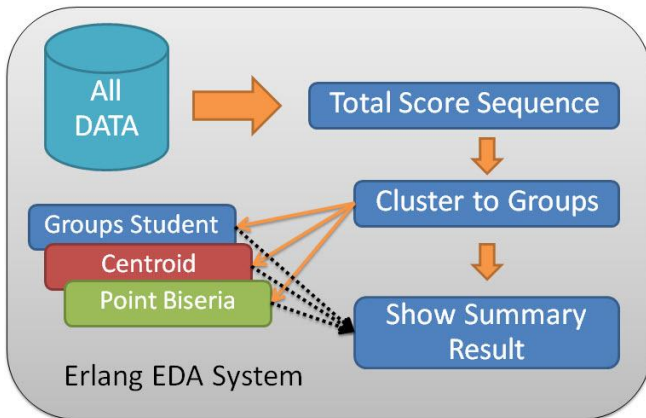 All
DATA
Total Score Sequence
Cluster to Groups
Groups Student
Centroid
Point Biseria
Show Summary
Result
Erlang EDA System